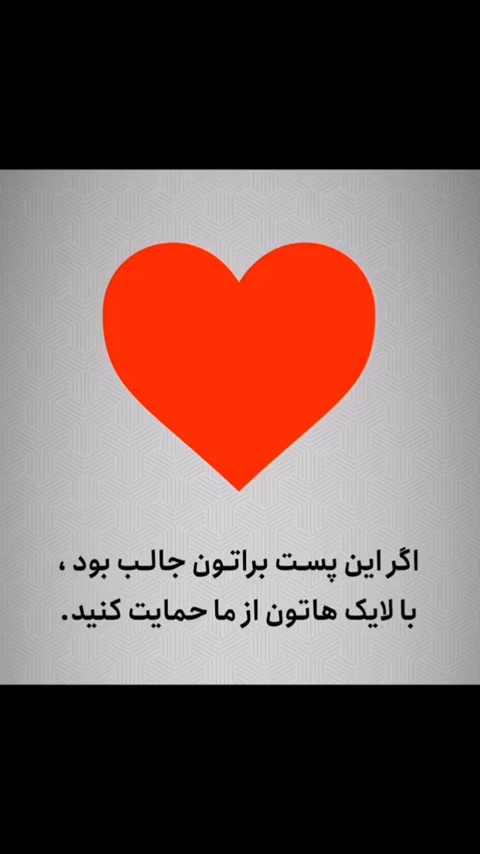 اگر این پست براتون جالب بود ،
با لایک هاتون از ما حمایت کنید.